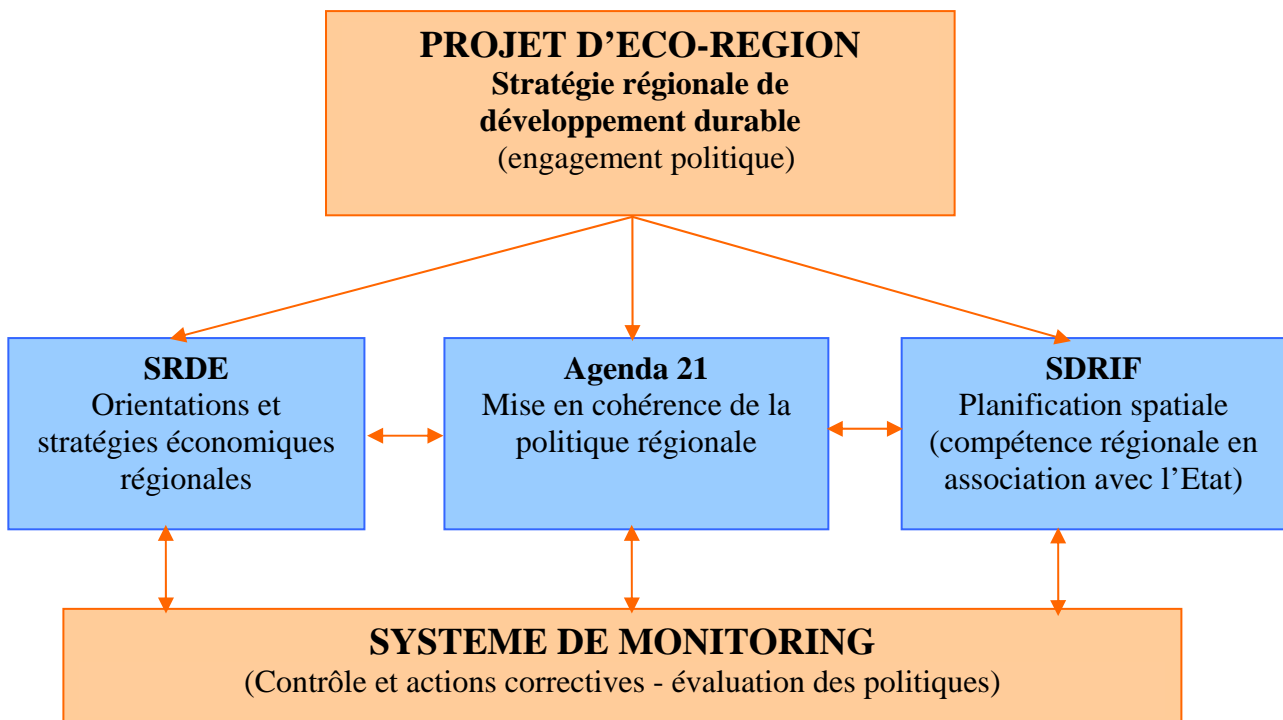 PROJET D’ECO-REGION
Stratégie régionale de
développement durable
(engagement politique)
SRDE
Orientations et
stratégies économiques
régionales
Agenda 21
Mise en cohérence de la
politique régionale
SDRIF
Planification spatiale
(compétence régionale en
association avec l’Etat)
SYSTEME DE MONITORING
(Contrôle et actions correctives - évaluation des politiques)